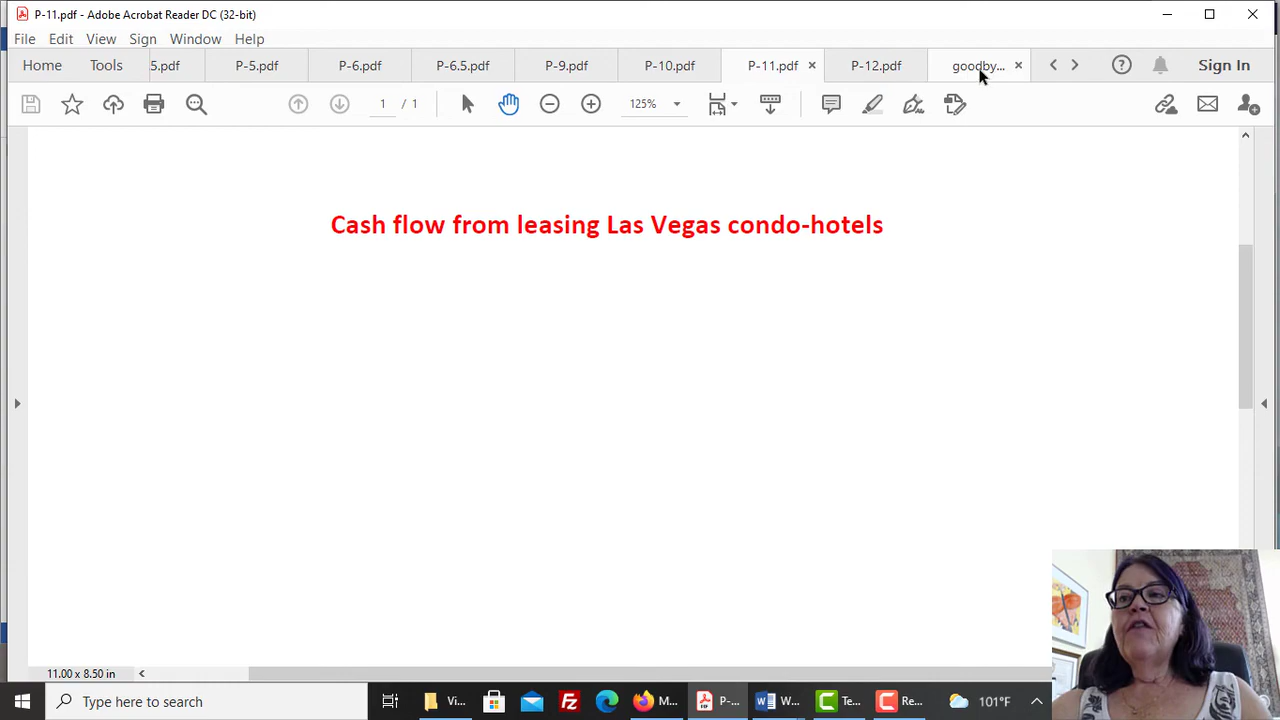 P-11.pdf - Adobe Acrobat Reader DC (32-bit)
File Edit View Sign Window Help
Home Tools 5.pdf P-5.pdf P-6.pdf P-6.5.pdf P-9.pdf P-10.pdf P-11.pdf P-12.pdf goodby... Sign In
1 / 1 125%
Cash flow from leasing Las Vegas condo-hotels
11.00 x 8.50 in
Type here to search Vi... M... P-... W... Te... Re... 101°F